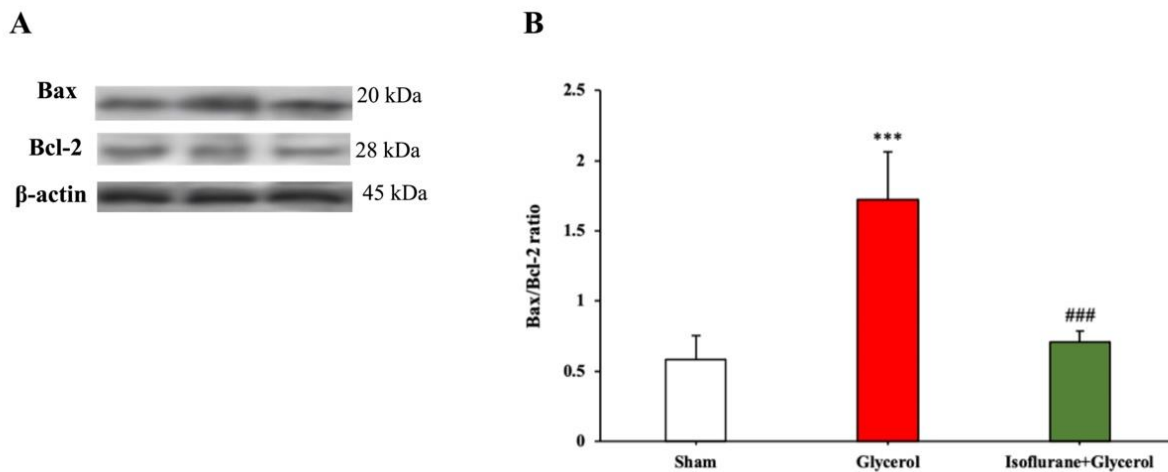 A
Bax 20 kDa
Bcl-2 28 kDa
β-actin 45 kDa
B
Bax/Bcl-2 ratio
2.5
2
1.5
1
0.5
0
***
###
Sham Glycerol Isoflurane+Glycerol